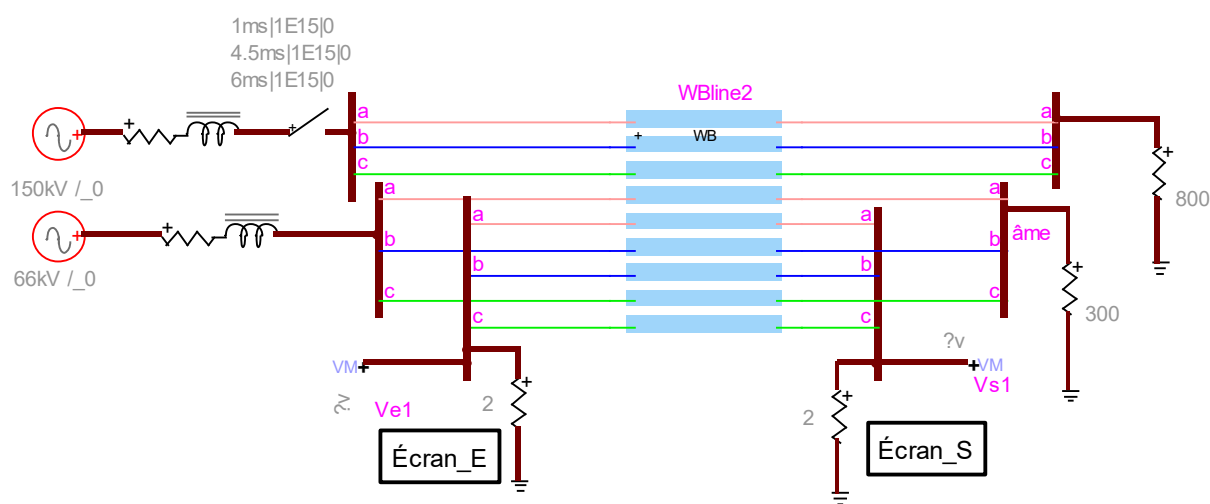 1ms|1E15|0
4.5ms|1E15|0
6ms|1E15|0
WBline2
+
+
+
a
b
c
+
WB
a
b
c
+
150kV /_0
800
+
+
66kV /_0
a
b
c
a
b
c
a
b
c
a
b
c
âme
+
300
VM
+
?v
Ve1
2
+
?v
+
VM
Vs1
2
+
Écran_E
Écran_S